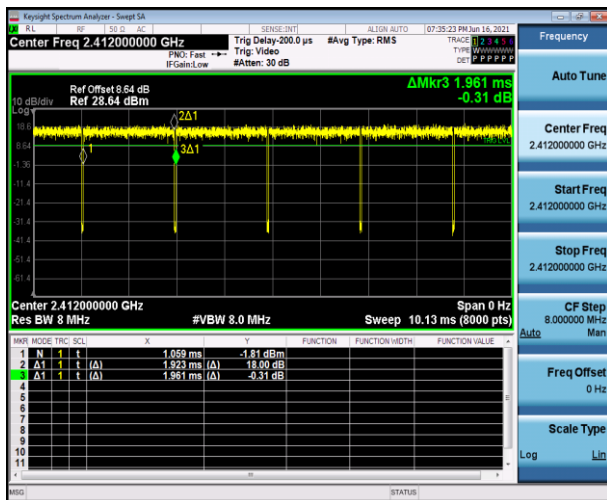 Keysight Spectrum Analyzer - Swept SA
RL RF 50 Ω AC SENSE:INT ALIGN AUTO 07:35:23 PM Jun 16, 2021
Center Freq 2.412000000 GHz
PNO: Fast
IFGain:Low
Trig Delay-200.0 μs
Trig: Video
#Atten: 30 dB
#Avg Type: RMS
TRACE 1 2 3 4 5 6
TYPE WWWWWW
DET P P P P P P
Ref Offset 8.64 dB
10 dB/div Ref 28.64 dBm
Log
ΔMkr3 1.961 ms
-0.31 dB
18.6
8.64
-1.36
-11.4
-21.4
-31.4
-41.4
-51.4
-61.4
2Δ1
1
3Δ1
Center 2.412000000 GHz Span 0 Hz
Res BW 8 MHz #VBW 8.0 MHz Sweep 10.13 ms (8000 pts)
MKR MODE TRC SCL X Y FUNCTION FUNCTION WIDTH FUNCTION VALUE
1 N 1 t 1.059 ms -1.81 dBm
2 Δ1 1 t (Δ) 1.923 ms (Δ) 18.00 dB
3 Δ1 1 t (Δ) 1.961 ms (Δ) -0.31 dB
4
5
6
7
8
9
10
11
MSG STATUS
Frequency
Auto Tune
Center Freq
2.412000000 GHz
Start Freq
2.412000000 GHz
Stop Freq
2.412000000 GHz
CF Step
8.000000 MHz
Auto Man
Freq Offset
0 Hz
Scale Type
Log Lin